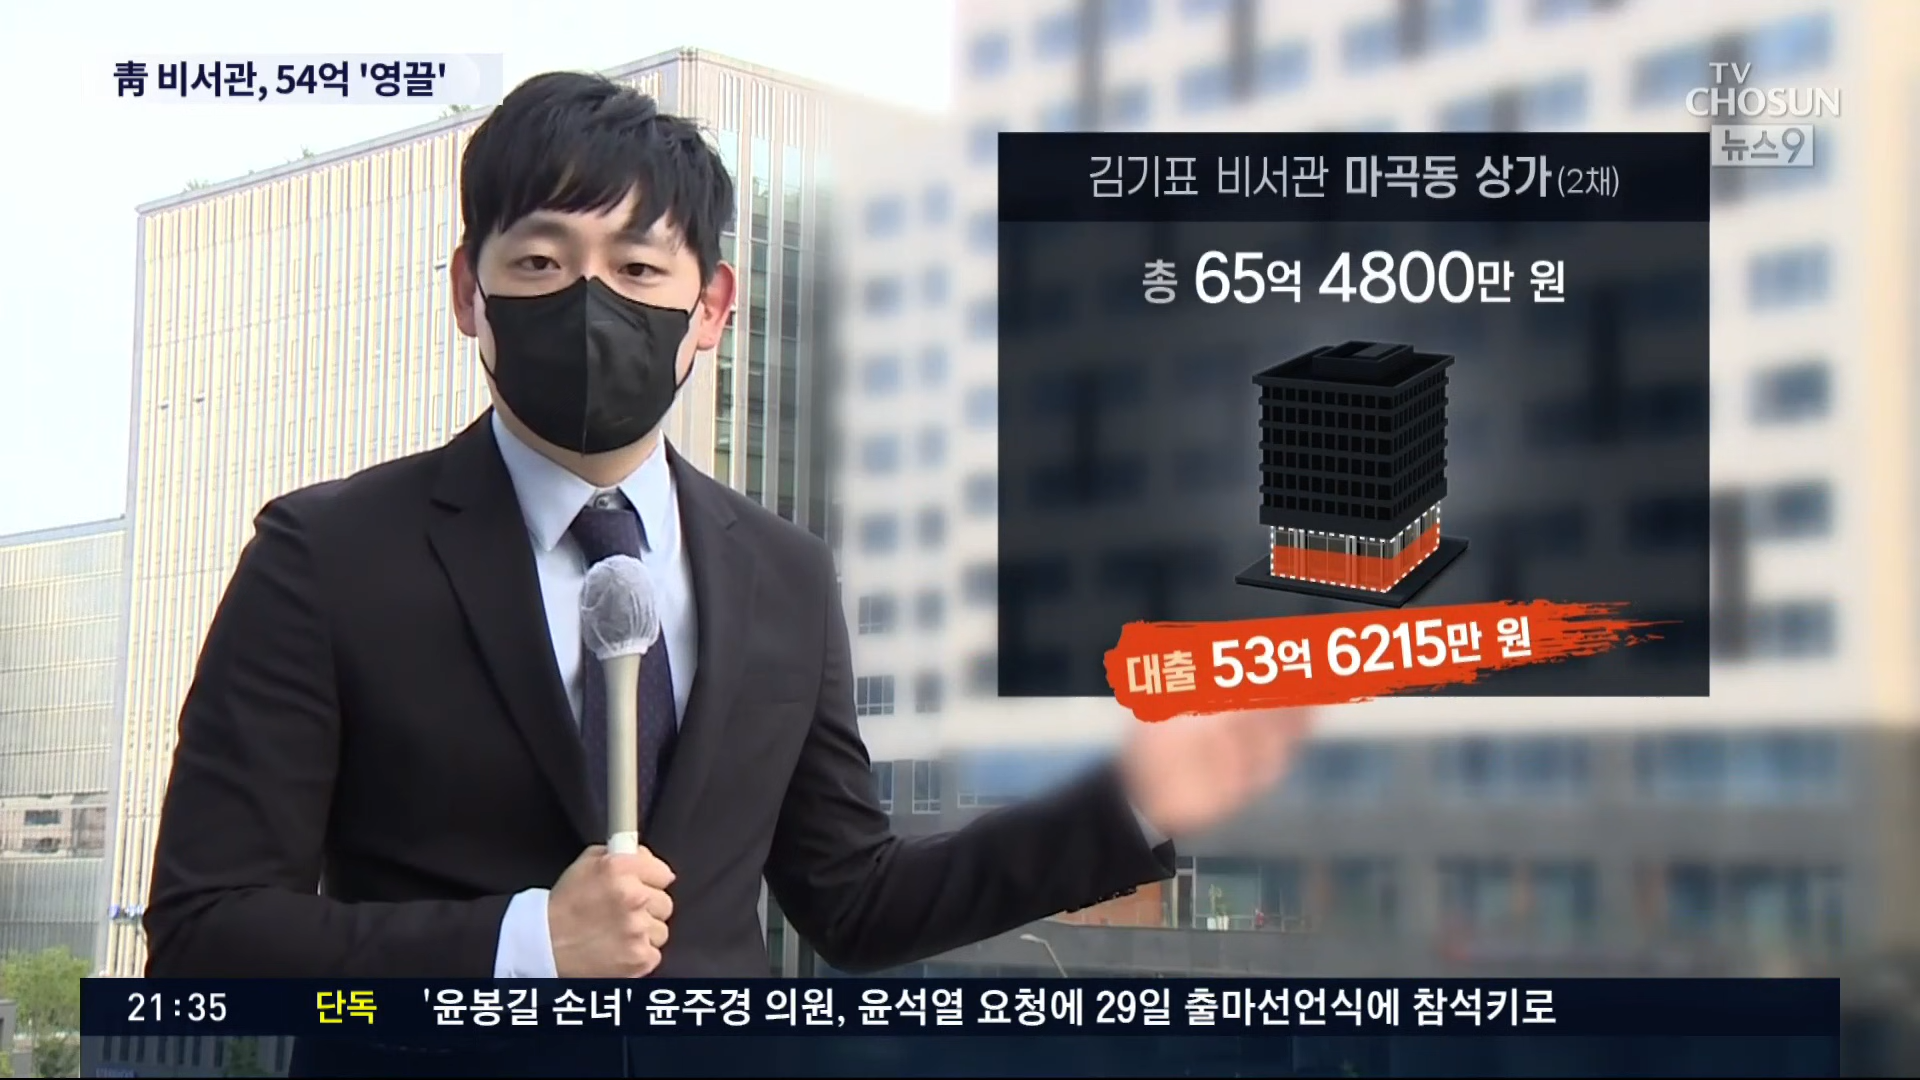 靑 비서관, 54억 '영끌'
TV
CHOSUN
뉴스9
김기표 비서관 마곡동 상가(2채)
총 65억 4800만 원
대출 53억 6215만 원
21:35 단독 '윤봉길 손녀' 윤주경 의원, 윤석열 요청에 29일 출마선언식에 참석키로